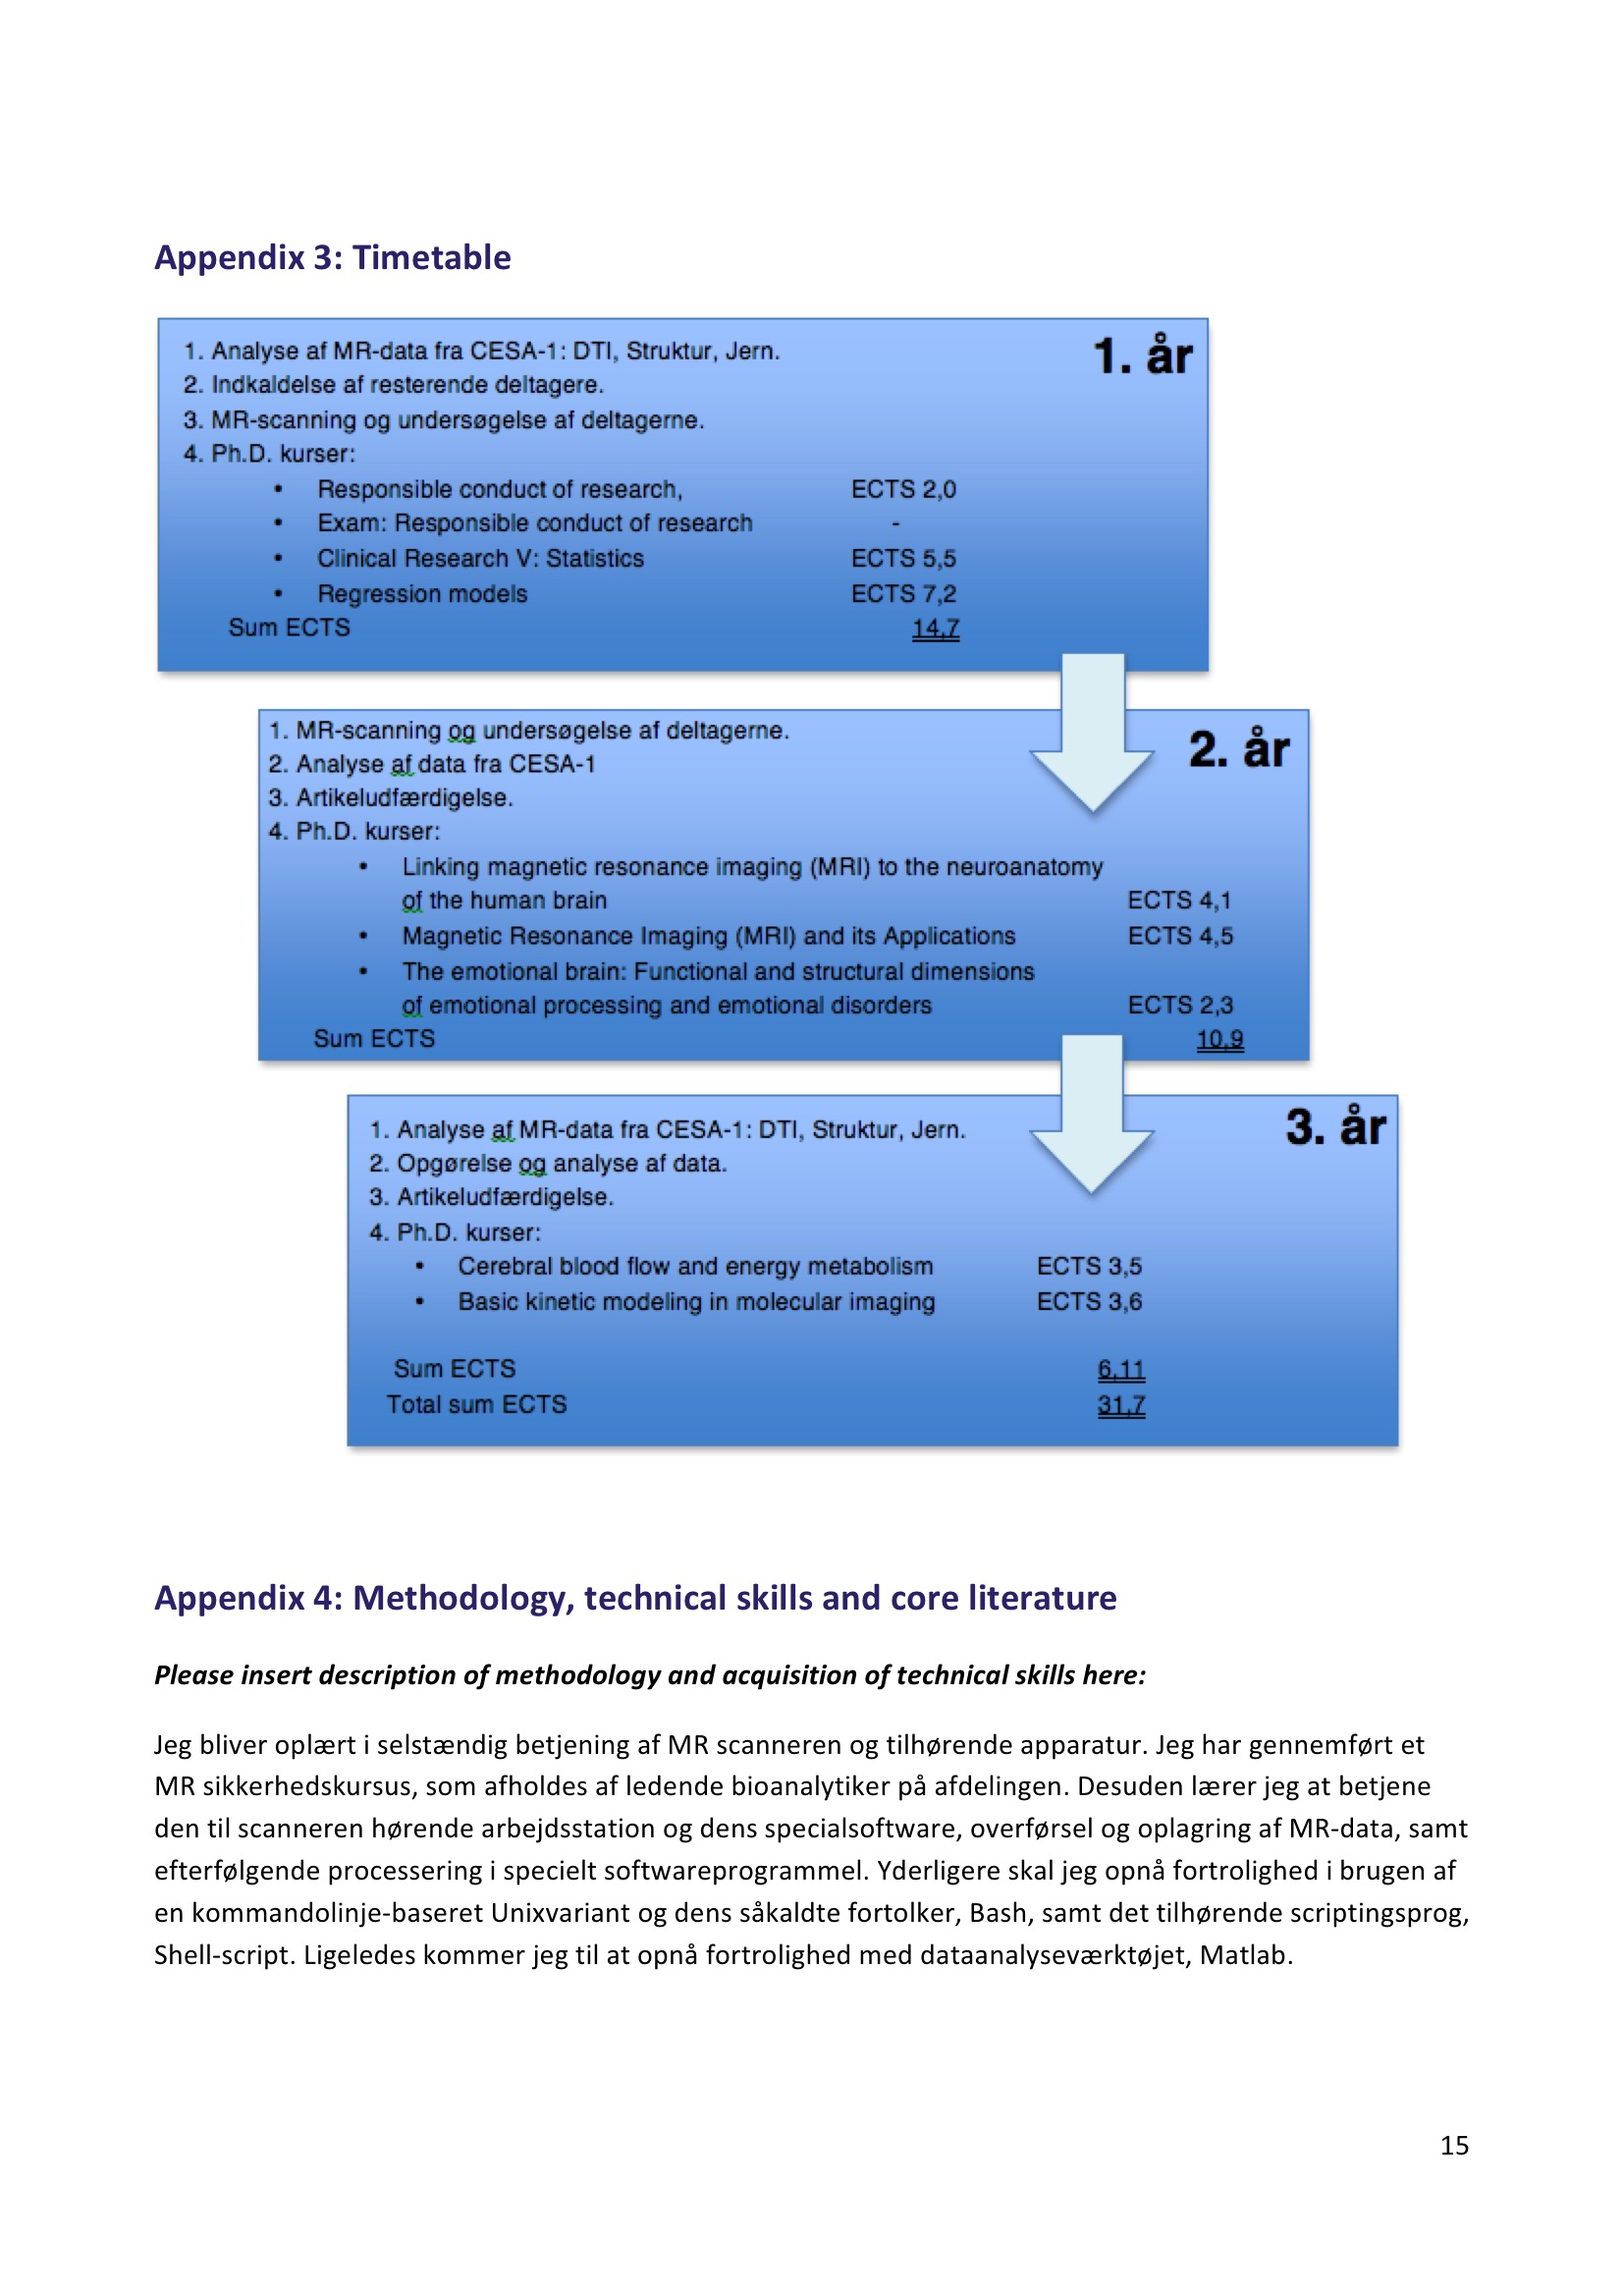 Appendix 3: Timetable
1. år
1. Analyse af MR-data fra CESA-1: DTI, Struktur, Jern.
2. Indkaldelse af resterende deltagere.
3. MR-scanning og undersøgelse af deltagerne.
4. Ph.D. kurser:
• Responsible conduct of research, ECTS 2,0
• Exam: Responsible conduct of research -
• Clinical Research V: Statistics ECTS 5,5
• Regression models ECTS 7,2
Sum ECTS 14,7
2. år
1. MR-scanning og undersøgelse af deltagerne.
2. Analyse af data fra CESA-1
3. Artikeludfærdigelse.
4. Ph.D. kurser:
• Linking magnetic resonance imaging (MRI) to the neuroanatomy
of the human brain ECTS 4,1
• Magnetic Resonance Imaging (MRI) and its Applications ECTS 4,5
• The emotional brain: Functional and structural dimensions
of emotional processing and emotional disorders ECTS 2,3
Sum ECTS 10,9
3. år
1. Analyse af MR-data fra CESA-1: DTI, Struktur, Jern.
2. Opgørelse og analyse af data.
3. Artikeludfærdigelse.
4. Ph.D. kurser:
• Cerebral blood flow and energy metabolism ECTS 3,5
• Basic kinetic modeling in molecular imaging ECTS 3,6
Sum ECTS 6,11
Total sum ECTS 31,7
Appendix 4: Methodology, technical skills and core literature
Please insert description of methodology and acquisition of technical skills here:
Jeg bliver oplært i selstændig betjening af MR scanneren og tilhørende apparatur. Jeg har gennemført et
MR sikkerhedskursus, som afholdes af ledende bioanalytiker på afdelingen. Desuden lærer jeg at betjene
den til scanneren hørende arbejdsstation og dens specialsoftware, overførsel og oplagring af MR-data, samt
efterfølgende processering i specielt softwareprogrammel. Yderligere skal jeg opnå fortrolighed i brugen af
en kommandolinje-baseret Unixvariant og dens såkaldte fortolker, Bash, samt det tilhørende scriptingsprog,
Shell-script. Ligeledes kommer jeg til at opnå fortrolighed med dataanalyseværktøjet, Matlab.
15